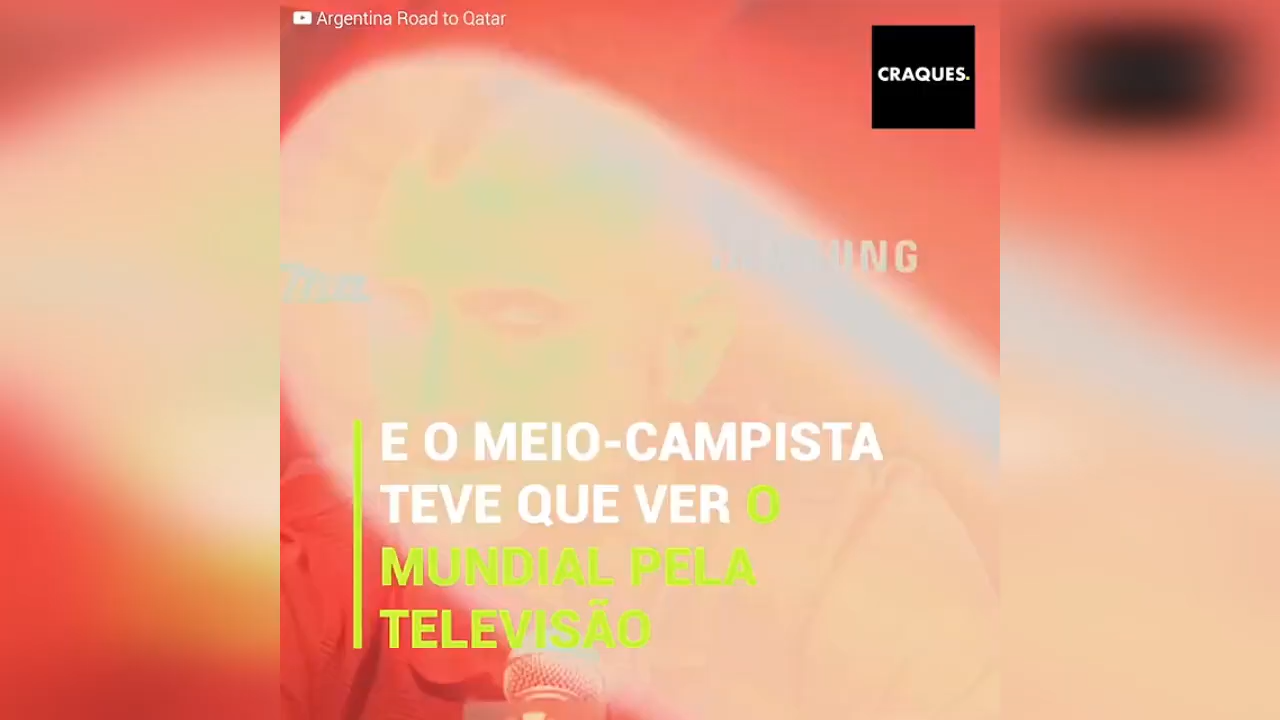 Argentina Road to Qatar
CRAQUES.
E O MEIO-CAMPISTA
TEVE QUE VER O
MUNDIAL PELA
TELEVISÃO